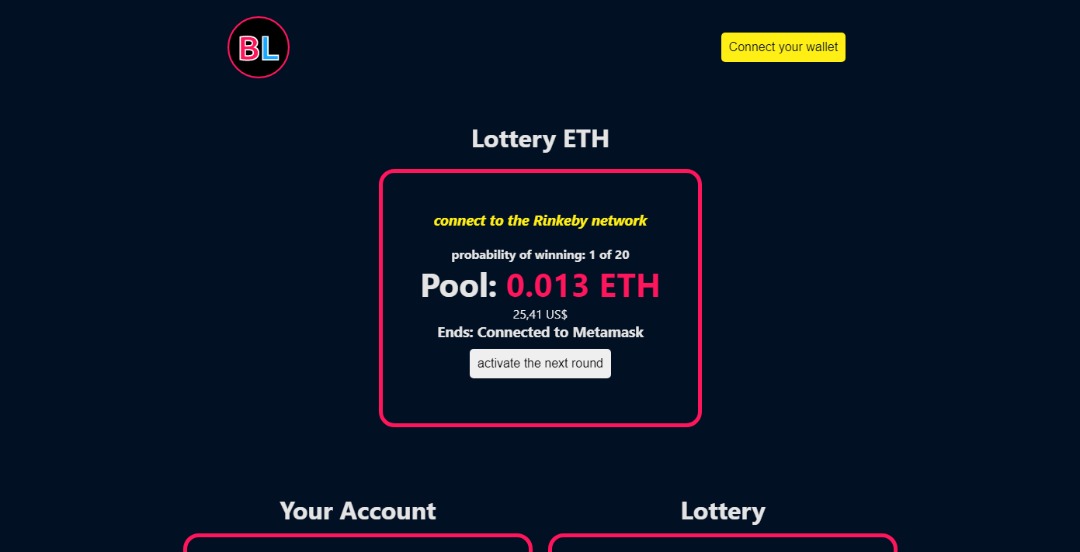 BL
Connect your wallet
Lottery ETH
connect to the Rinkeby network
probability of winning: 1 of 20
Pool: 0.013 ETH
25,41 US$
Ends: Connected to Metamask
activate the next round
Your Account
Lottery